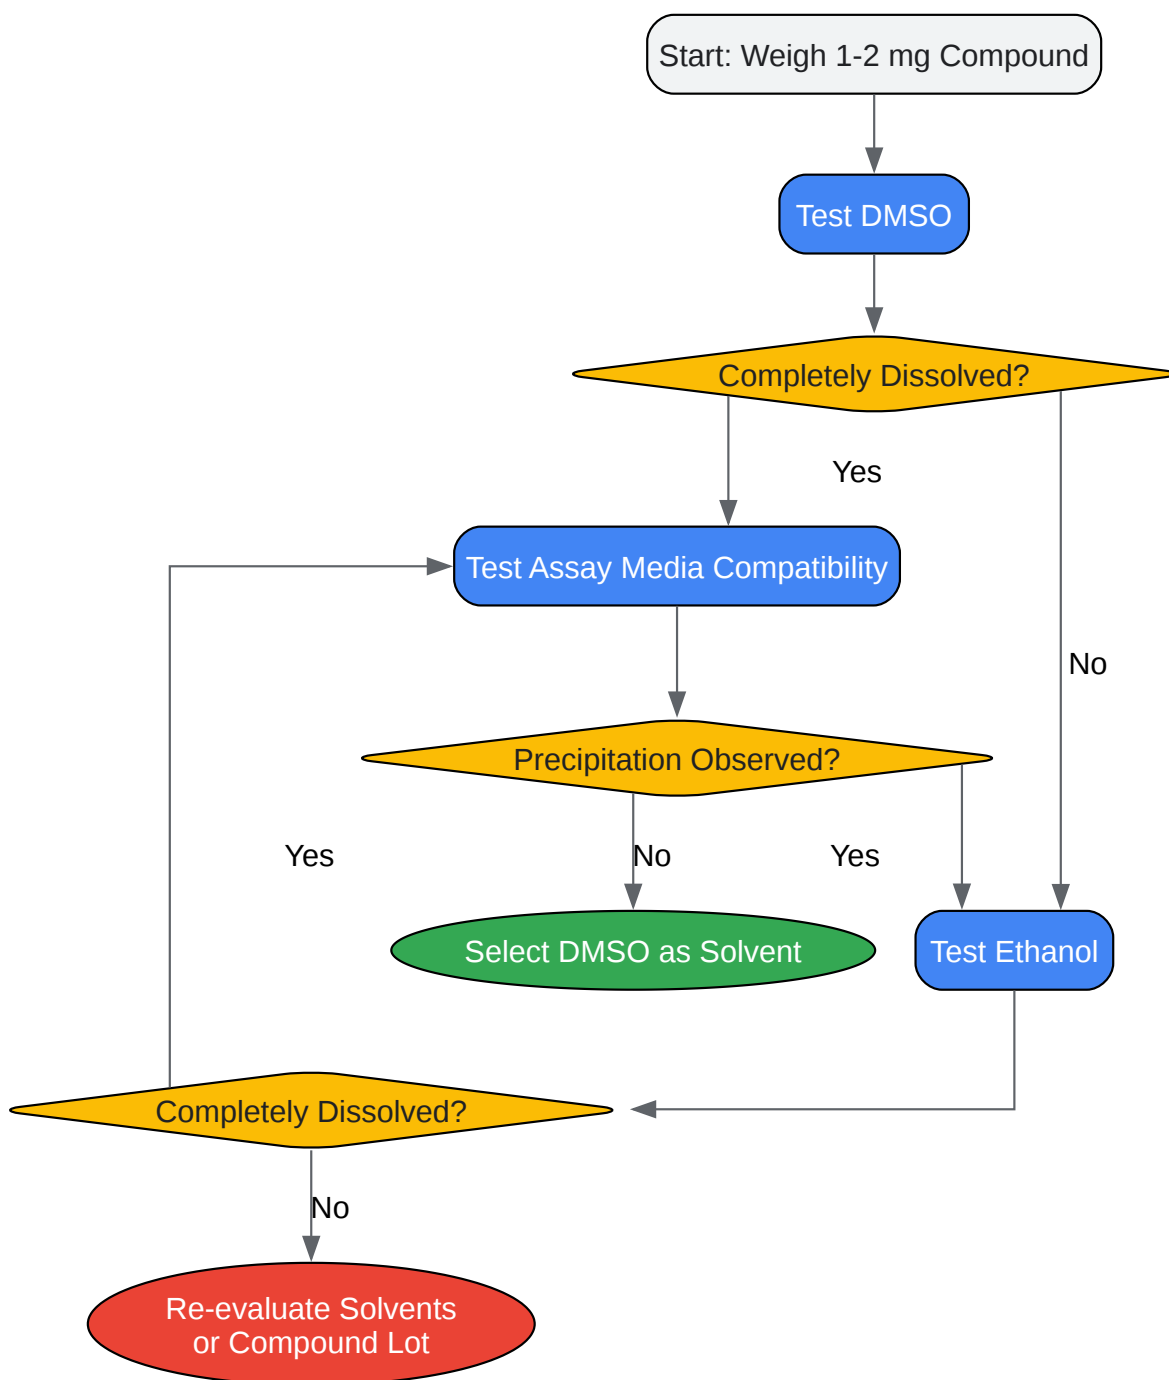 Start: Weigh 1-2 mg Compound
Test DMSO
Completely Dissolved?
Yes
Test Assay Media Compatibility
No
Precipitation Observed?
Yes
No
Yes
Select DMSO as Solvent
Test Ethanol
Completely Dissolved?
No
Re-evaluate Solvents
or Compound Lot